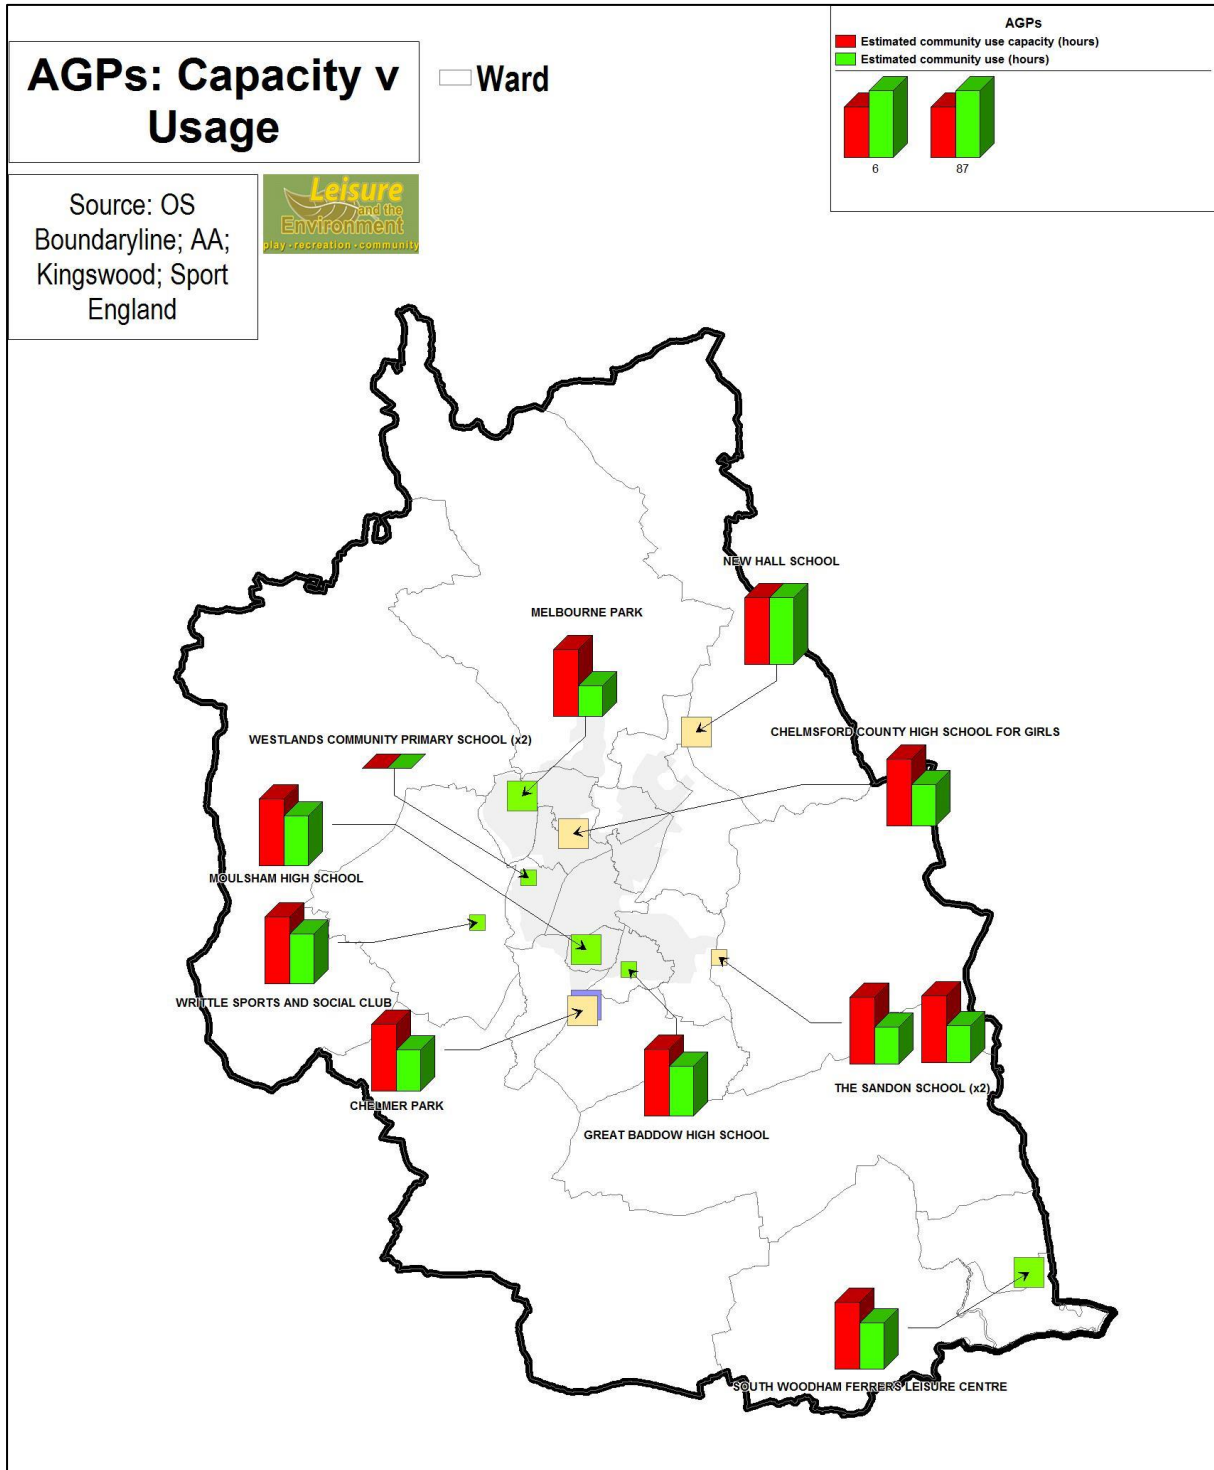 AGPs: Capacity v
Usage
Ward
AGPs
Estimated community use capacity (hours)
Estimated community use (hours)
6
87
Source: OS
Boundaryline; AA;
Kingswood; Sport
England
Leisure
and the
Environment
play - recreation - community
NEW HALL SCHOOL
MELBOURNE PARK
CHELMSFORD COUNTY HIGH SCHOOL FOR GIRLS
WESTLANDS COMMUNITY PRIMARY SCHOOL (x2)
MOULSHAM HIGH SCHOOL
WRITTLE SPORTS AND SOCIAL CLUB
THE SANDON SCHOOL (x2)
CHELMER PARK
GREAT BADDOW HIGH SCHOOL
SOUTH WOODHAM FERRERS LEISURE CENTRE